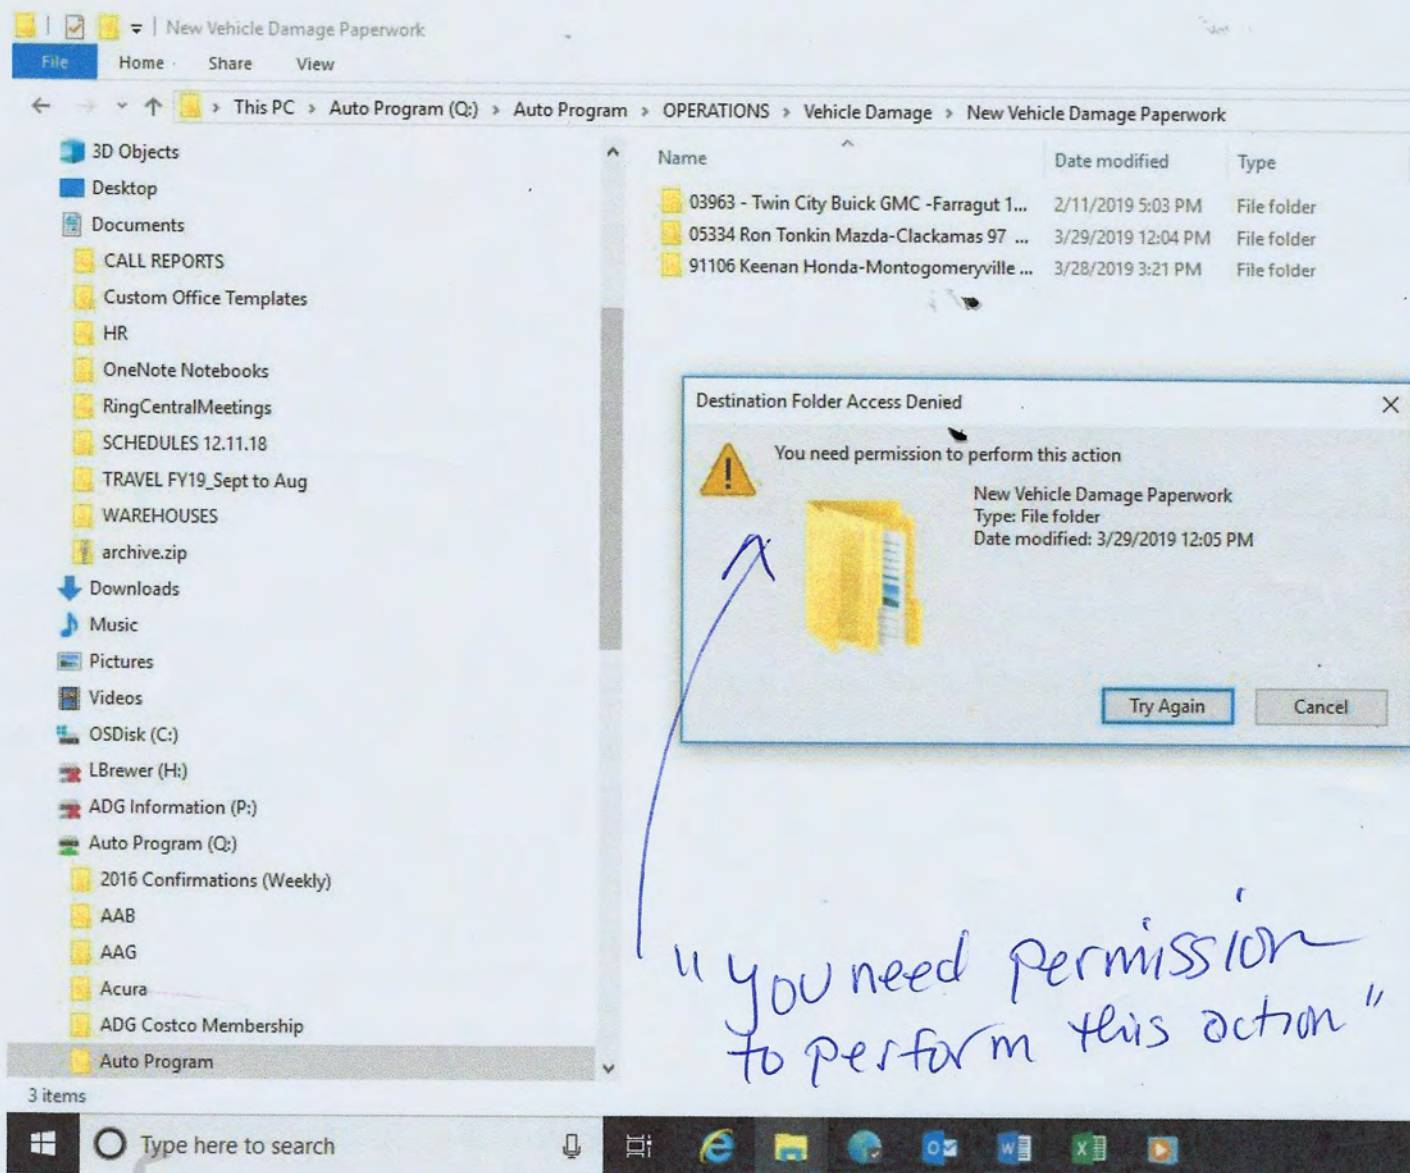 New Vehicle Damage Paperwork
File Home Share View
This PC > Auto Program (Q:) > Auto Program > OPERATIONS > Vehicle Damage > New Vehicle Damage Paperwork
3D Objects
Desktop
Documents
CALL REPORTS
Custom Office Templates
HR
OneNote Notebooks
RingCentralMeetings
SCHEDULES 12.11.18
TRAVEL FY19_Sept to Aug
WAREHOUSES
archive.zip
Downloads
Music
Pictures
Videos
OSDisk (C:)
LBrewer (H:)
ADG Information (P:)
Auto Program (Q:)
2016 Confirmations (Weekly)
AAB
AAG
Acura
ADG Costco Membership
Auto Program
3 items
Name Date modified Type
03963 - Twin City Buick GMC -Farragut 1... 2/11/2019 5:03 PM File folder
05334 Ron Tonkin Mazda-Clackamas 97 ... 3/29/2019 12:04 PM File folder
91106 Keenan Honda-Montogomeryville ... 3/28/2019 3:21 PM File folder
Destination Folder Access Denied
You need permission to perform this action
New Vehicle Damage Paperwork
Type: File folder
Date modified: 3/29/2019 12:05 PM
Try Again Cancel
"You need permission
to perform this action"
Type here to search